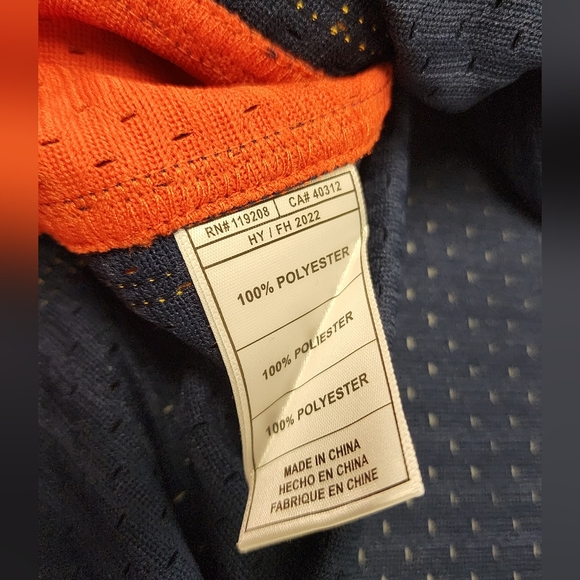 RN# 119208 CA# 40312
HY / FH 2022
100% POLYESTER
100% POLIESTER
100% POLYESTER
MADE IN CHINA
HECHO EN CHINA
FABRIQUE EN CHINE